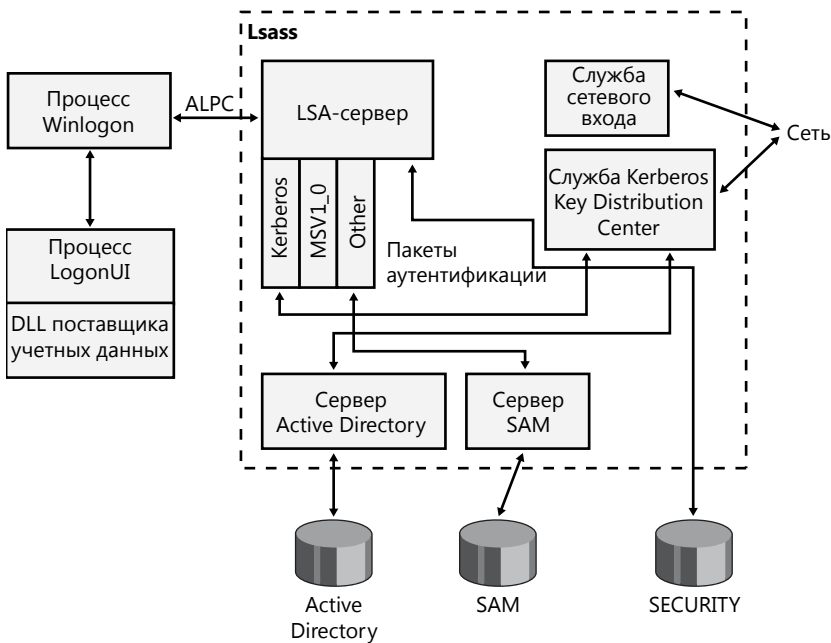 Lsass
Процесс
Winlogon
ALPC
LSA-сервер
Служба
сетевого
входа
Сеть
Kerberos
MSV1_0
Other
Служба Kerberos
Key Distribution
Center
Процесс
LogonUI
Пакеты
аутентификации
DLL поставщика
учетных данных
Сервер
Active Directory
Сервер
SAM
Active
Directory
SAM
SECURITY